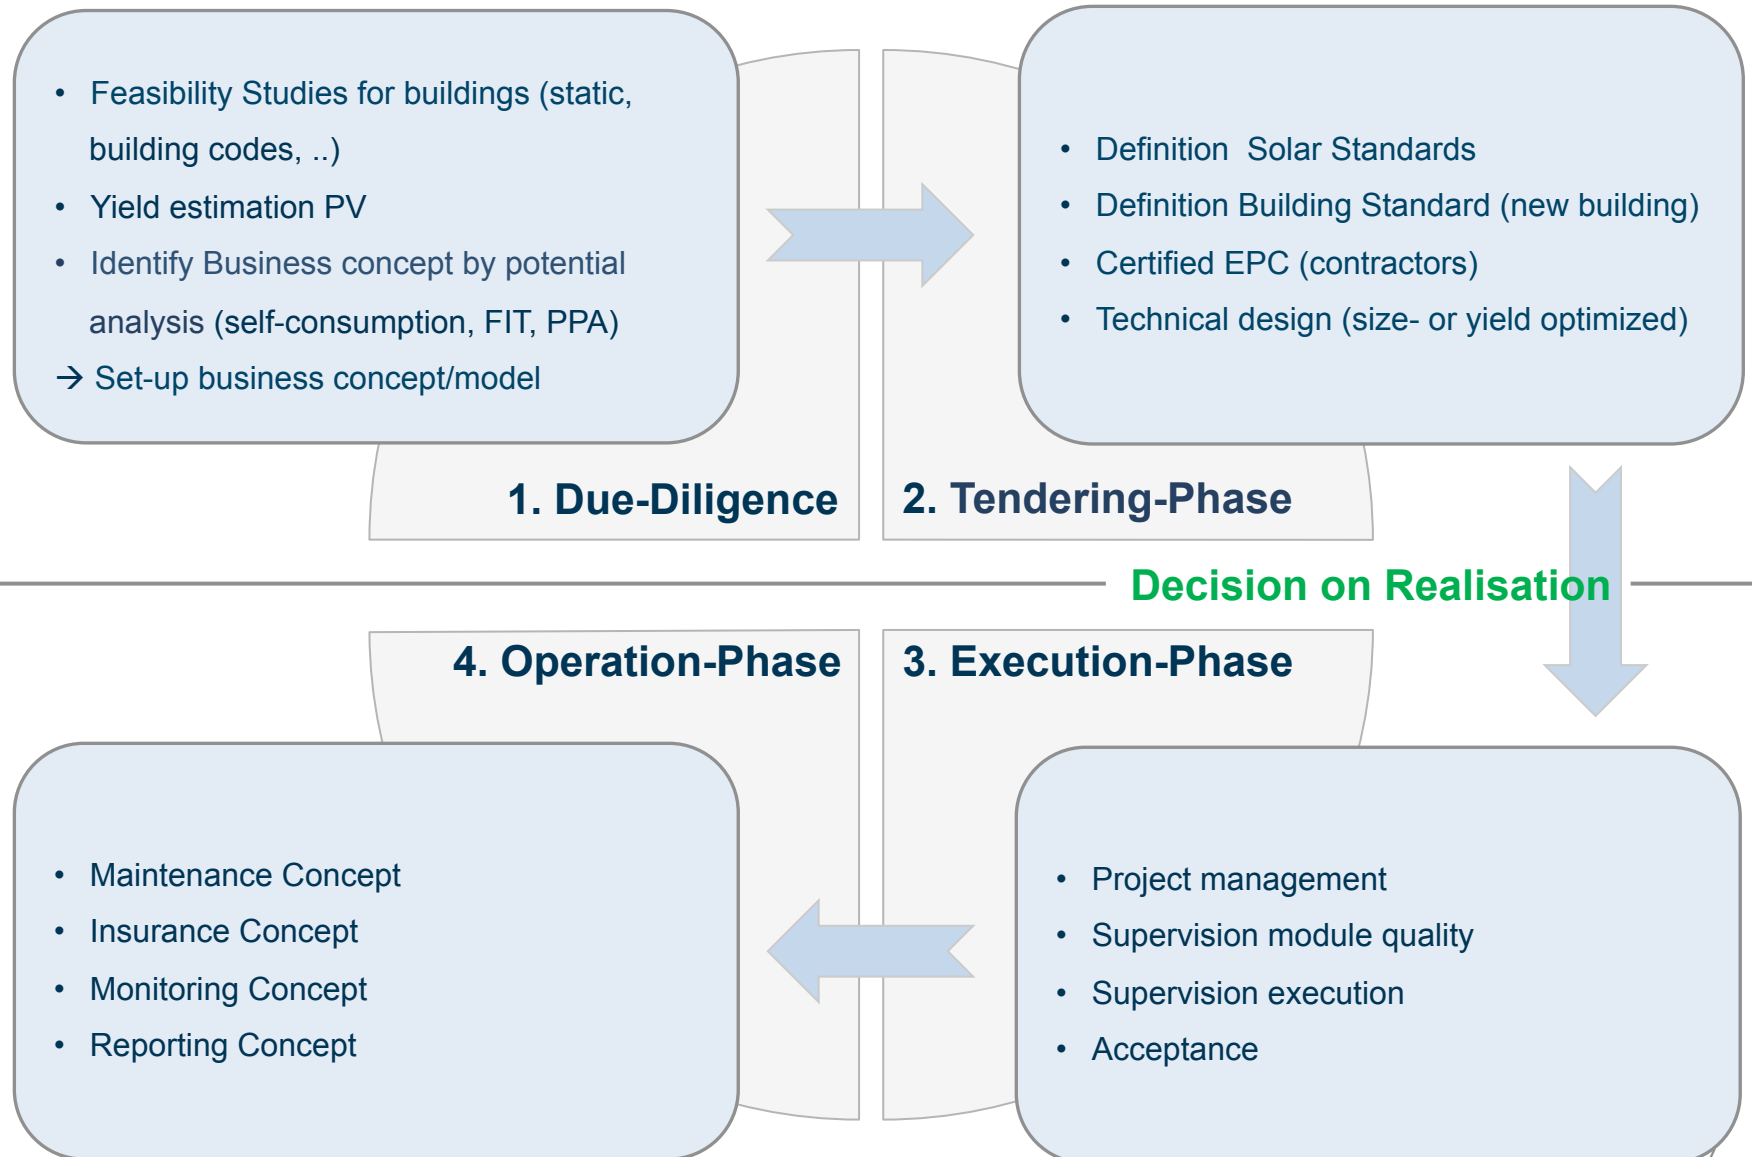 • Feasibility Studies for buildings (static,
building codes, ..)
• Yield estimation PV
• Identify Business concept by potential
analysis (self-consumption, FIT, PPA)
→ Set-up business concept/model
1. Due-Diligence
• Definition  Solar Standards
• Definition Building Standard (new building)
• Certified EPC (contractors)
• Technical design (size- or yield optimized)
2. Tendering-Phase
Decision on Realisation
3. Execution-Phase
• Project management
• Supervision module quality
• Supervision execution
• Acceptance
4. Operation-Phase
• Maintenance Concept
• Insurance Concept
• Monitoring Concept
• Reporting Concept